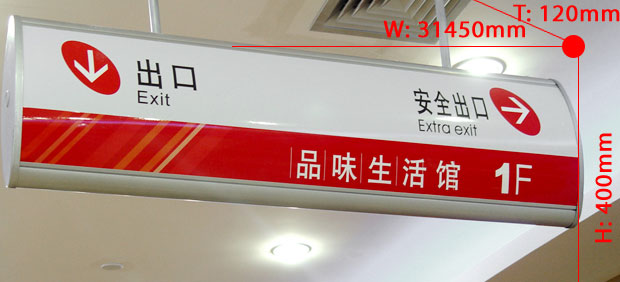 T: 120mm
W: 31450mm
出口
Exit
安全出口
Extra exit
品味生活馆 1F
H: 400mm